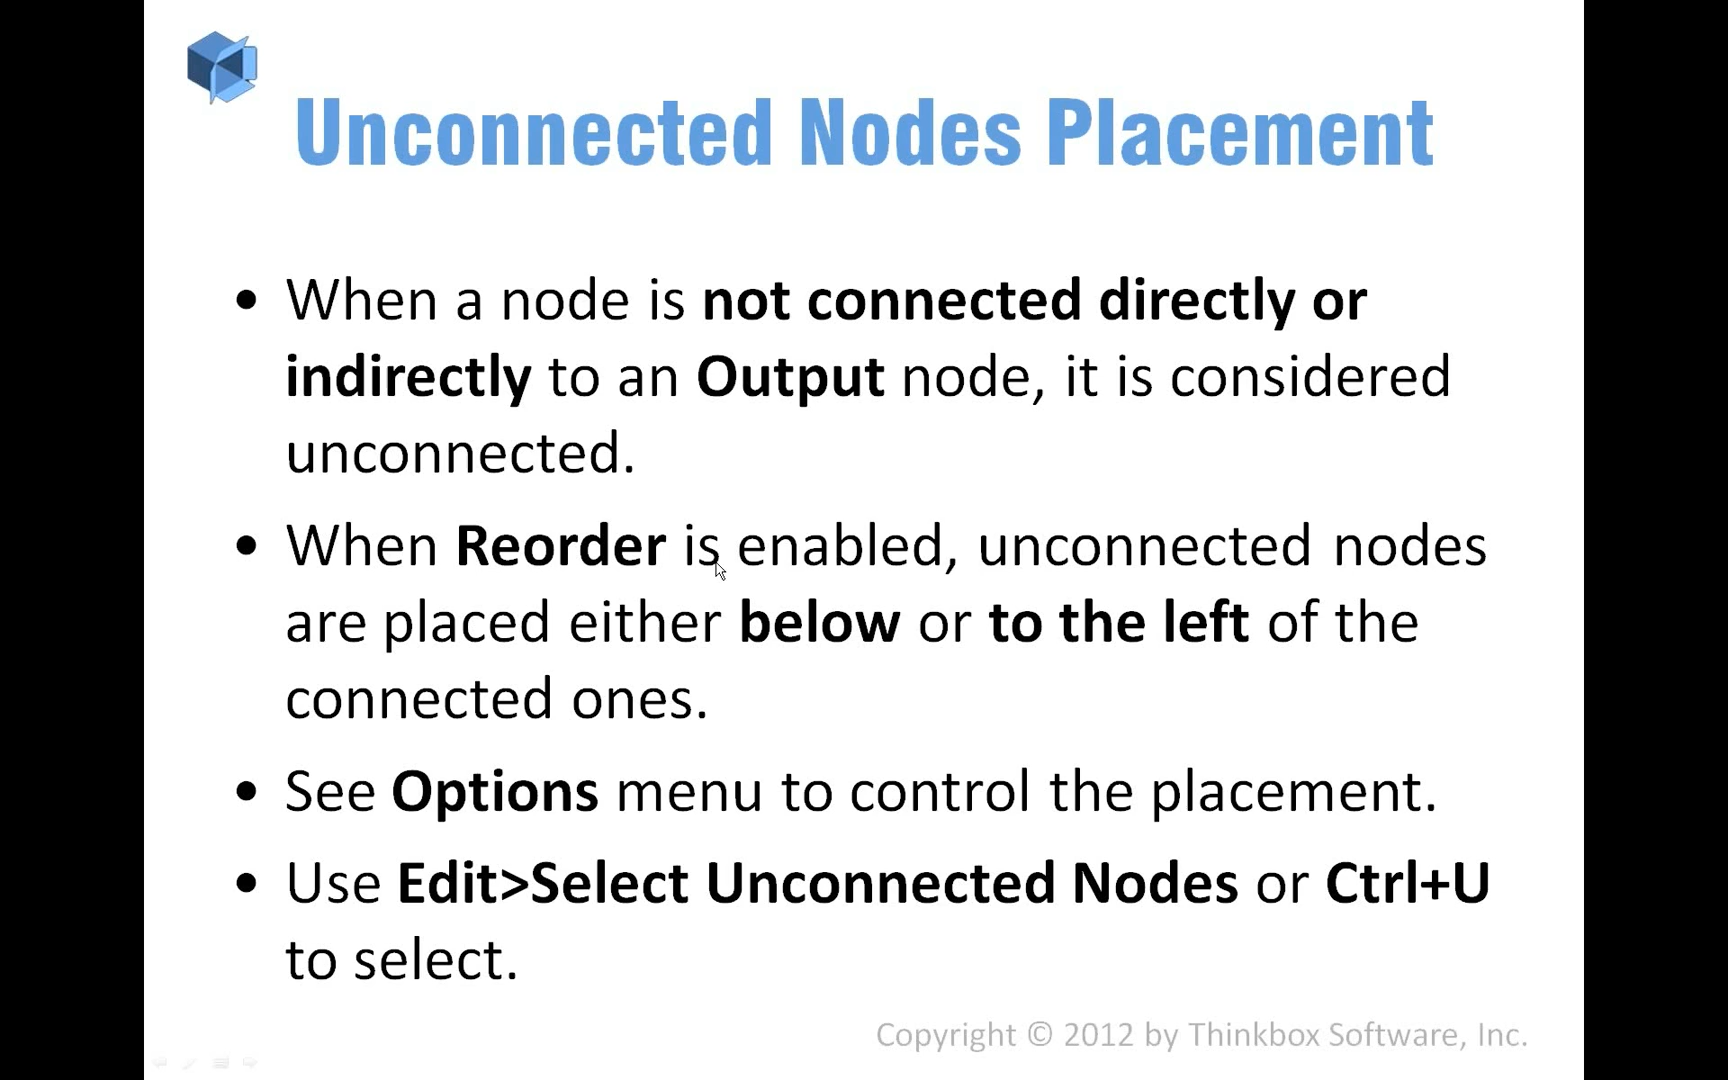 Unconnected Nodes Placement
• When a node is not connected directly or
indirectly to an Output node, it is considered
unconnected.
• When Reorder is enabled, unconnected nodes
are placed either below or to the left of the
connected ones.
• See Options menu to control the placement.
• Use Edit>Select Unconnected Nodes or Ctrl+U
to select.
Copyright © 2012 by Thinkbox Software, Inc.